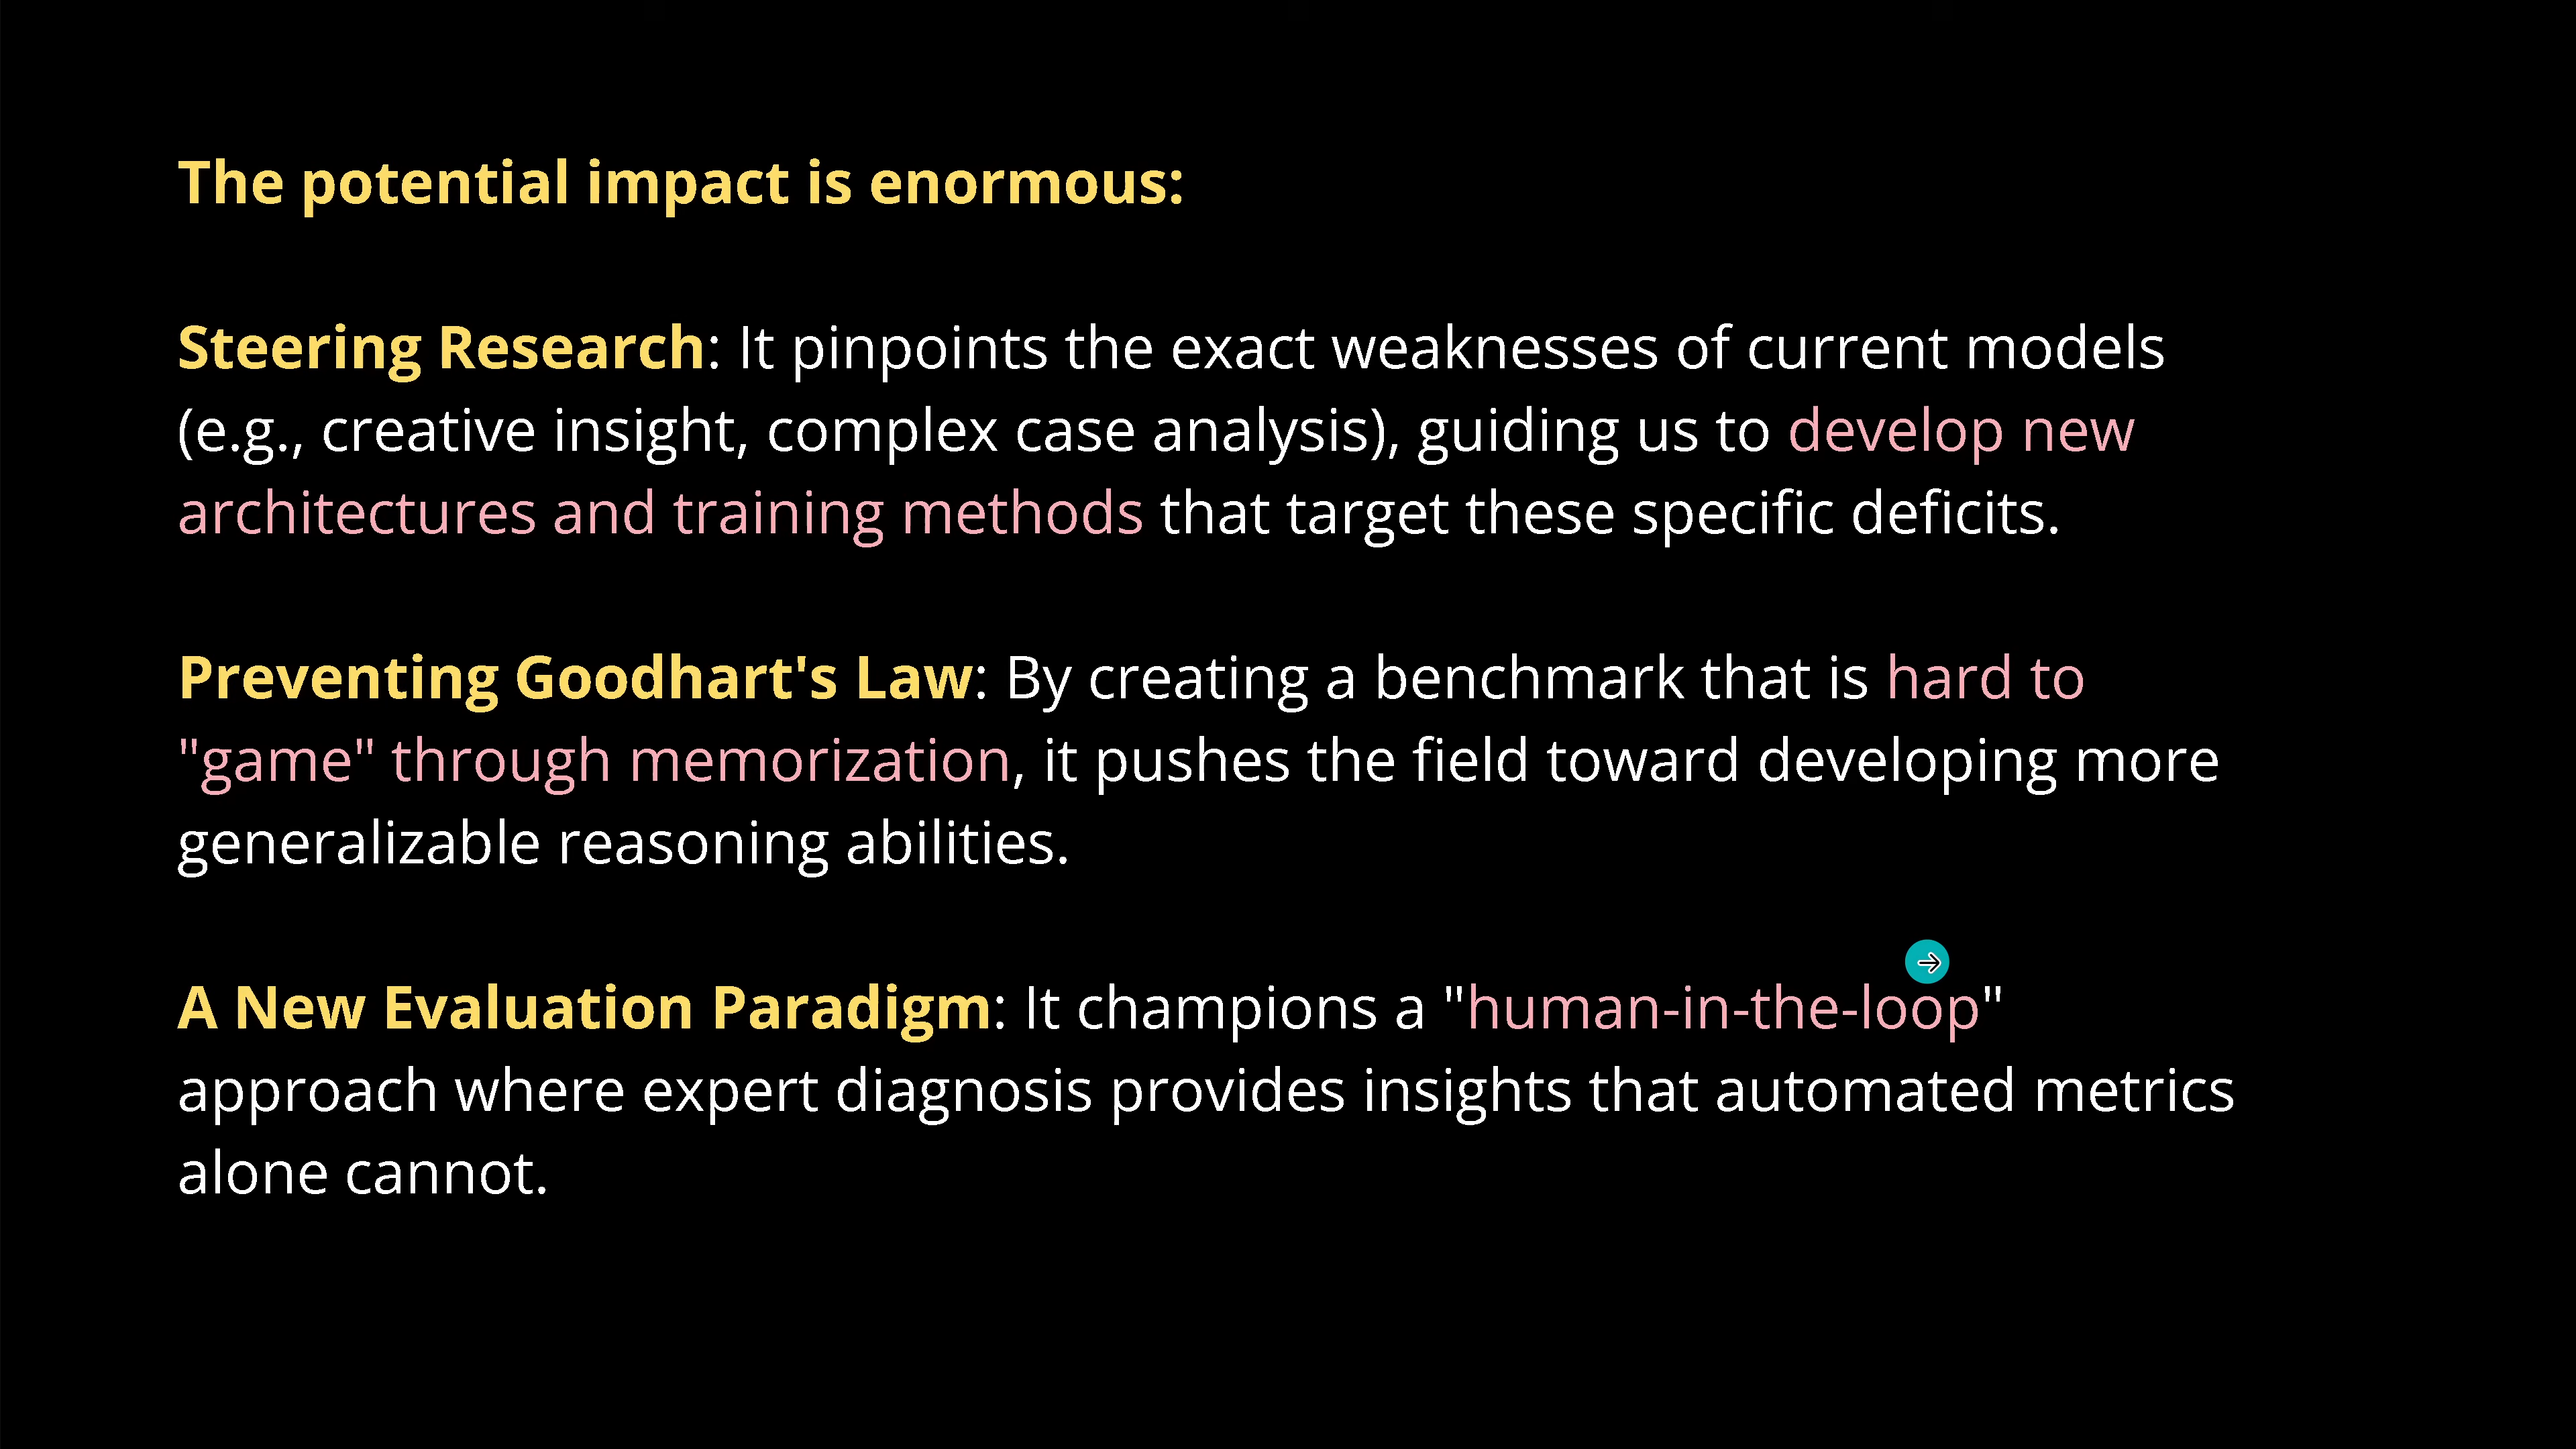 The potential impact is enormous:
Steering Research: It pinpoints the exact weaknesses of current models
(e.g., creative insight, complex case analysis), guiding us to develop new
architectures and training methods that target these specific deficits.
Preventing Goodhart's Law: By creating a benchmark that is hard to
"game" through memorization, it pushes the field toward developing more
generalizable reasoning abilities.
A New Evaluation Paradigm: It champions a "human-in-the-loop"
approach where expert diagnosis provides insights that automated metrics
alone cannot.